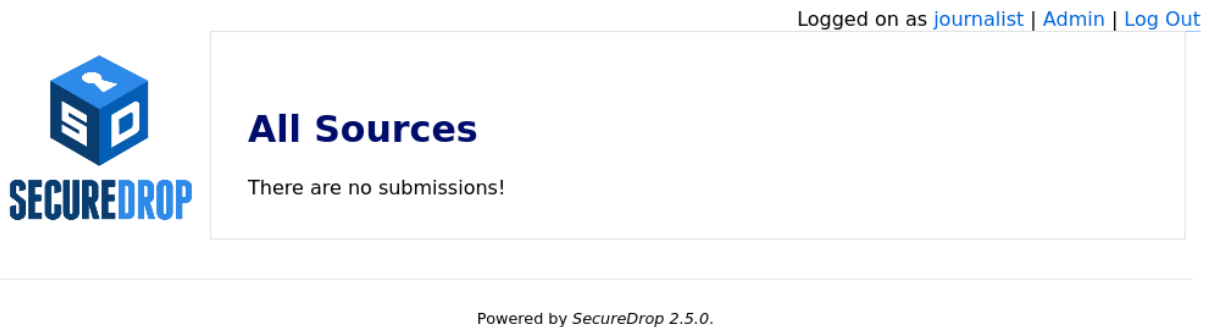 Logged on as journalist | Admin | Log Out
SD
SECUREDROP
All Sources
There are no submissions!
Powered by SecureDrop 2.5.0.